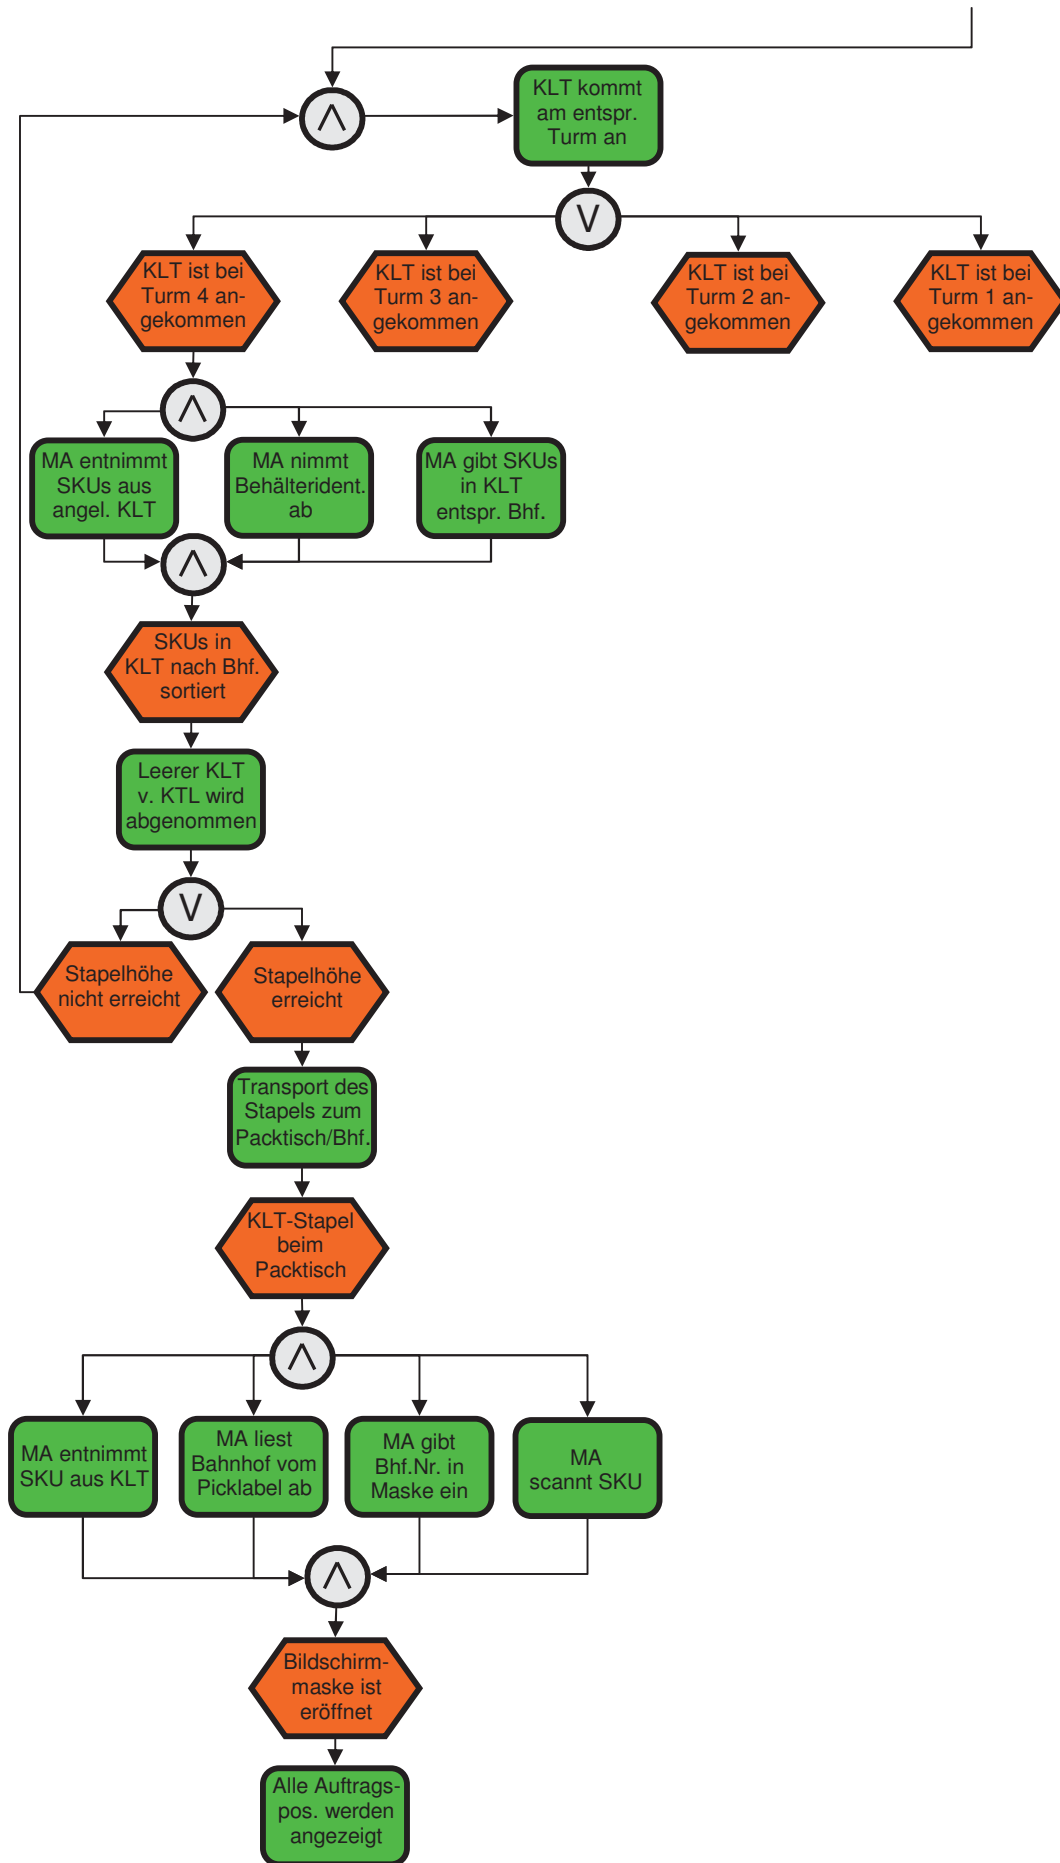 KLT kommt
am entspr.
Turm an
V
KLT ist bei
Turm 4 an-
gekommen
KLT ist bei
Turm 3 an-
gekommen
KLT ist bei
Turm 2 an-
gekommen
KLT ist bei
Turm 1 an-
gekommen
MA entnimmt
SKUs aus
angel. KLT
MA nimmt
Behälterident.
ab
MA gibt SKUs
in KLT
entspr. Bhf.
SKUs in
KLT nach Bhf.
sortiert
Leerer KLT
v. KTL wird
abgenommen
V
Stapelhöhe
nicht erreicht
Stapelhöhe
erreicht
Transport des
Stapels zum
Packtisch/Bhf.
KLT-Stapel
beim
Packtisch
MA entnimmt
SKU aus KLT
MA liest
Bahnhof vom
Picklabel ab
MA gibt
Bhf.Nr. in
Maske ein
MA
scannt SKU
Bildschirm-
maske ist
eröffnet
Alle Auftrags-
pos. werden
angezeigt